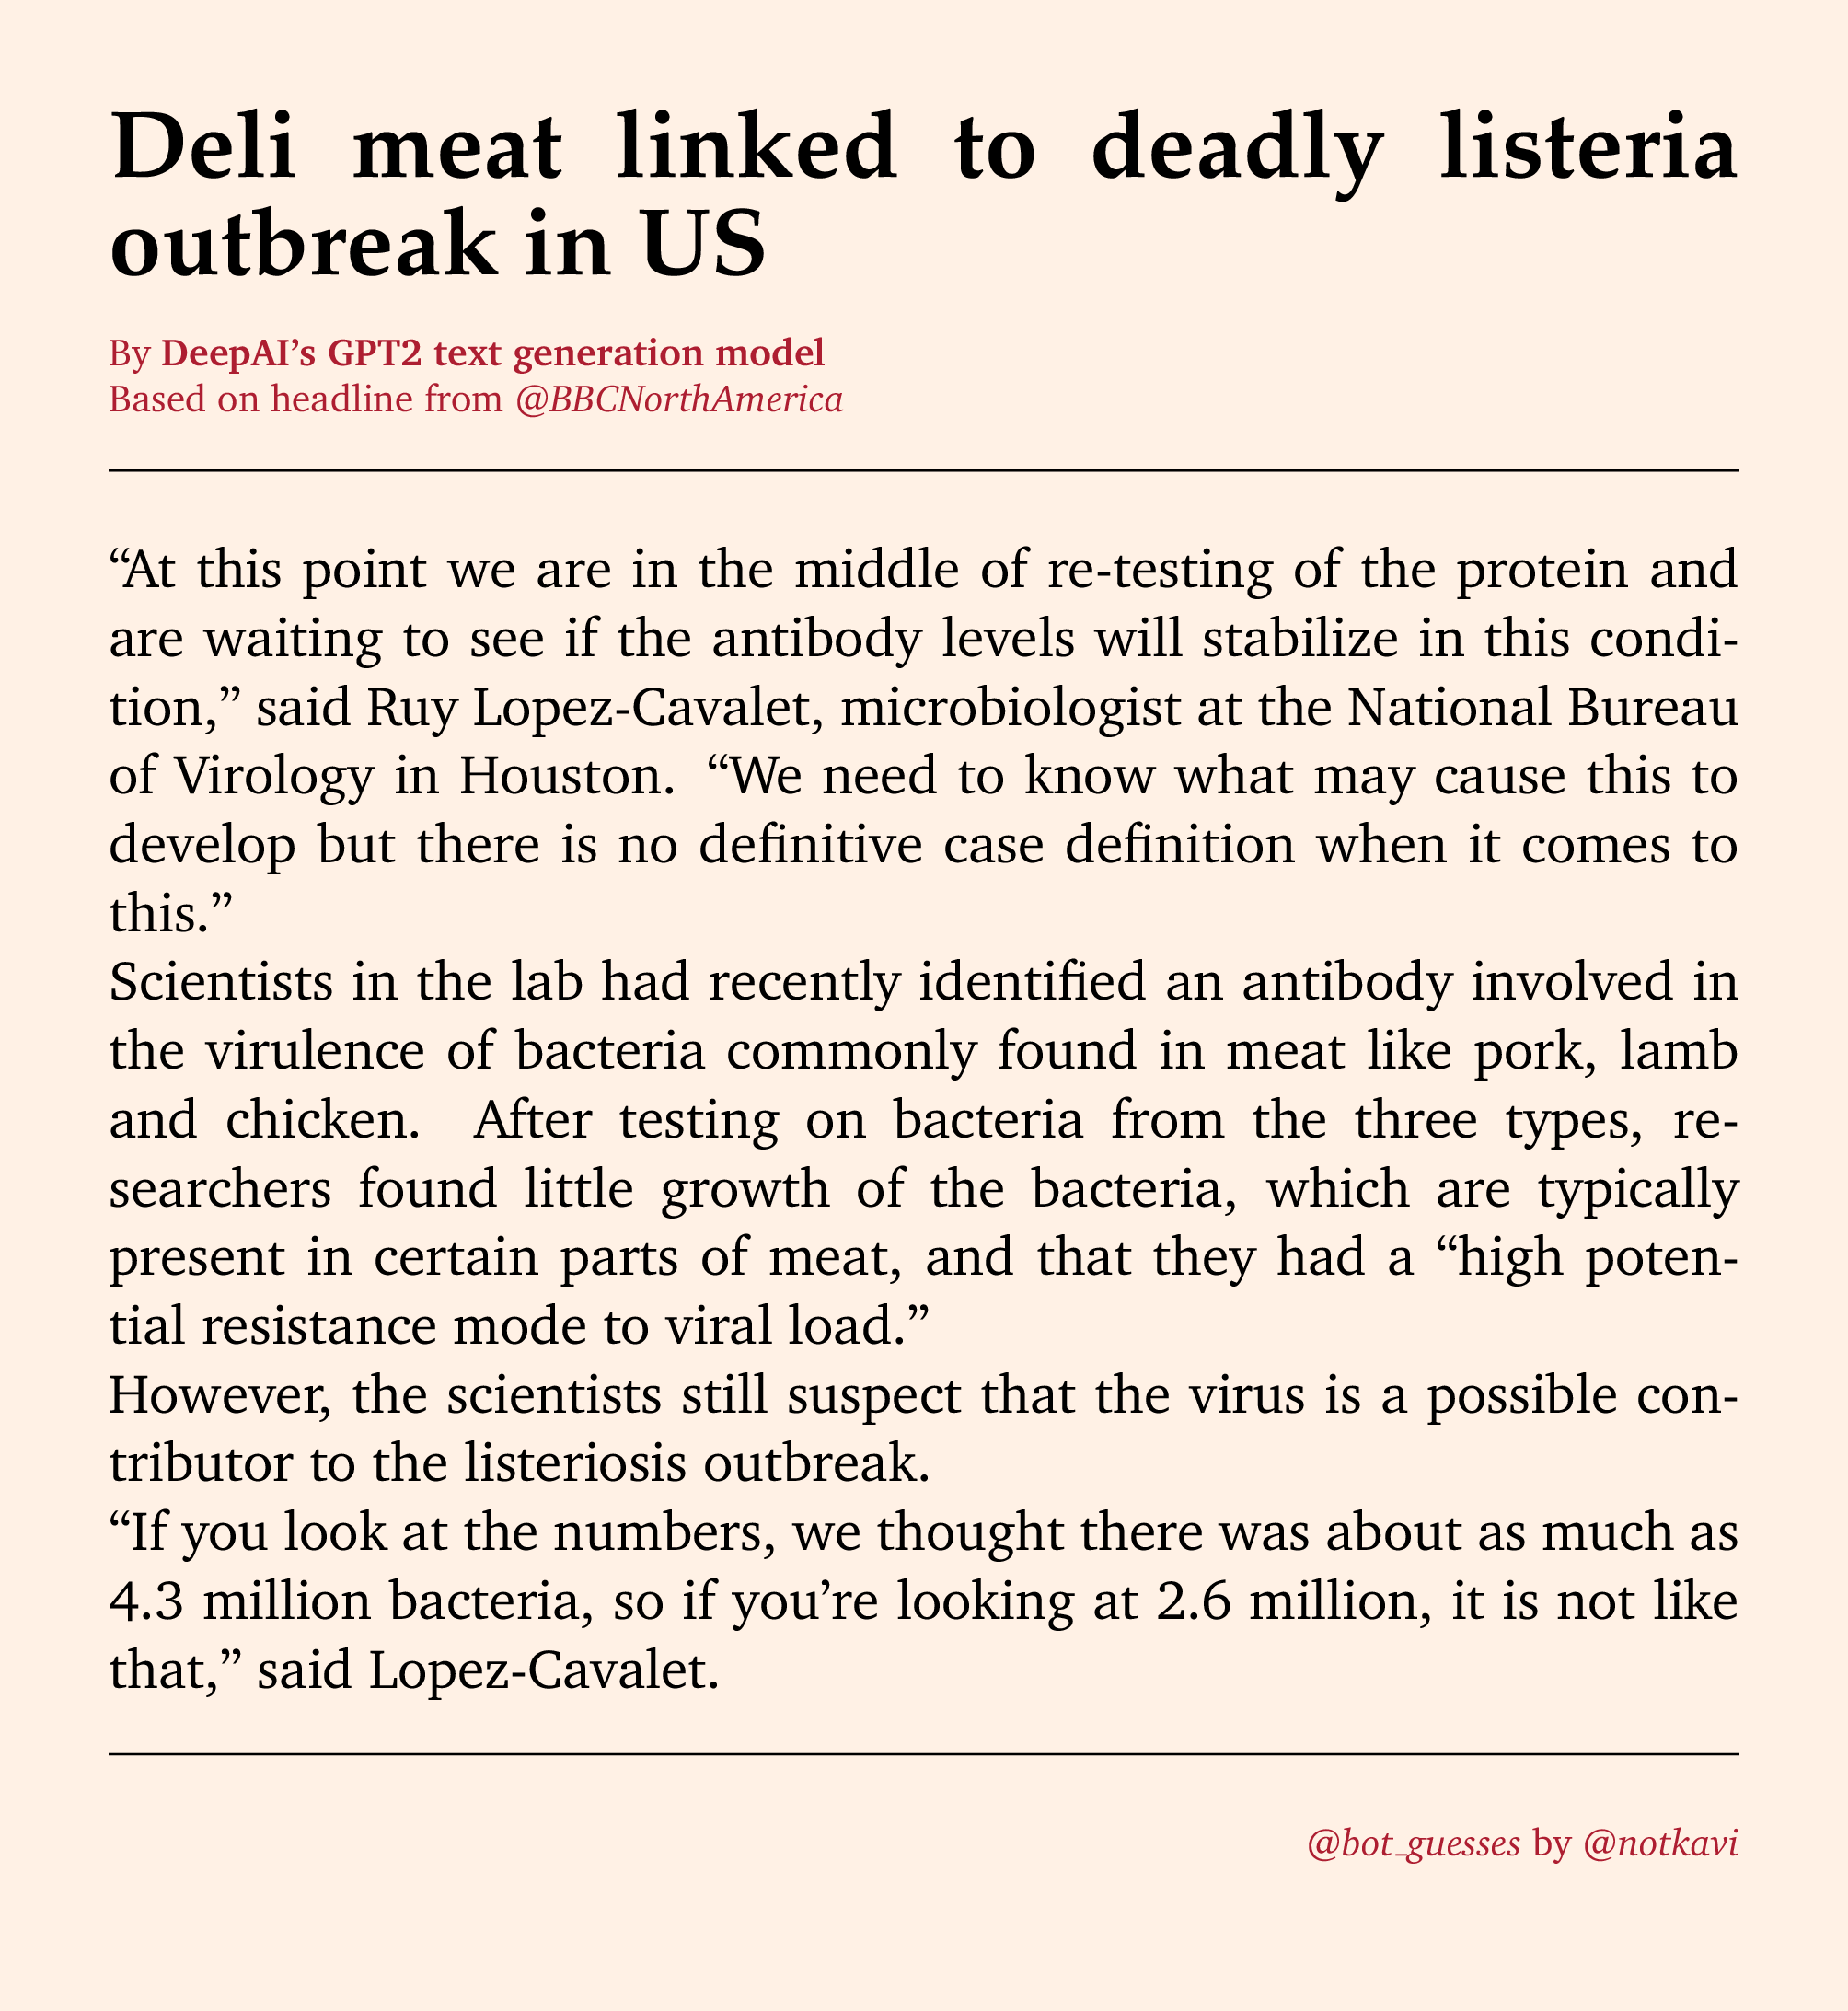 Deli meat linked to deadly listeria
outbreak in US
By DeepAI’s GPT2 text generation model
Based on headline from @BBCNorthAmerica
“At this point we are in the middle of re-testing of the protein and
are waiting to see if the antibody levels will stabilize in this condi-
tion,” said Ruy Lopez-Cavalet, microbiologist at the National Bureau
of Virology in Houston. “We need to know what may cause this to
develop but there is no definitive case definition when it comes to
this.”
Scientists in the lab had recently identified an antibody involved in
the virulence of bacteria commonly found in meat like pork, lamb
and chicken. After testing on bacteria from the three types, re-
searchers found little growth of the bacteria, which are typically
present in certain parts of meat, and that they had a “high poten-
tial resistance mode to viral load.”
However, the scientists still suspect that the virus is a possible con-
tributor to the listeriosis outbreak.
“If you look at the numbers, we thought there was about as much as
4.3 million bacteria, so if you’re looking at 2.6 million, it is not like
that,” said Lopez-Cavalet.
@bot_guesses by @notkavi